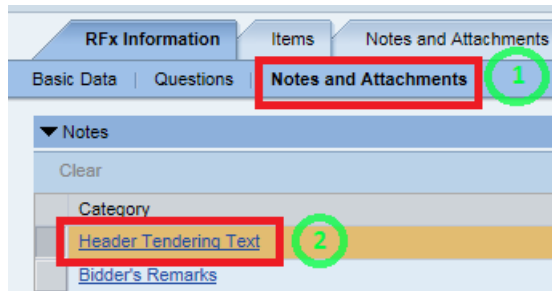 RFx Information Items Notes and Attachments
Basic Data | Questions | Notes and Attachments 1
Notes
Clear
Category
Header Tendering Text 2
Bidder's Remarks